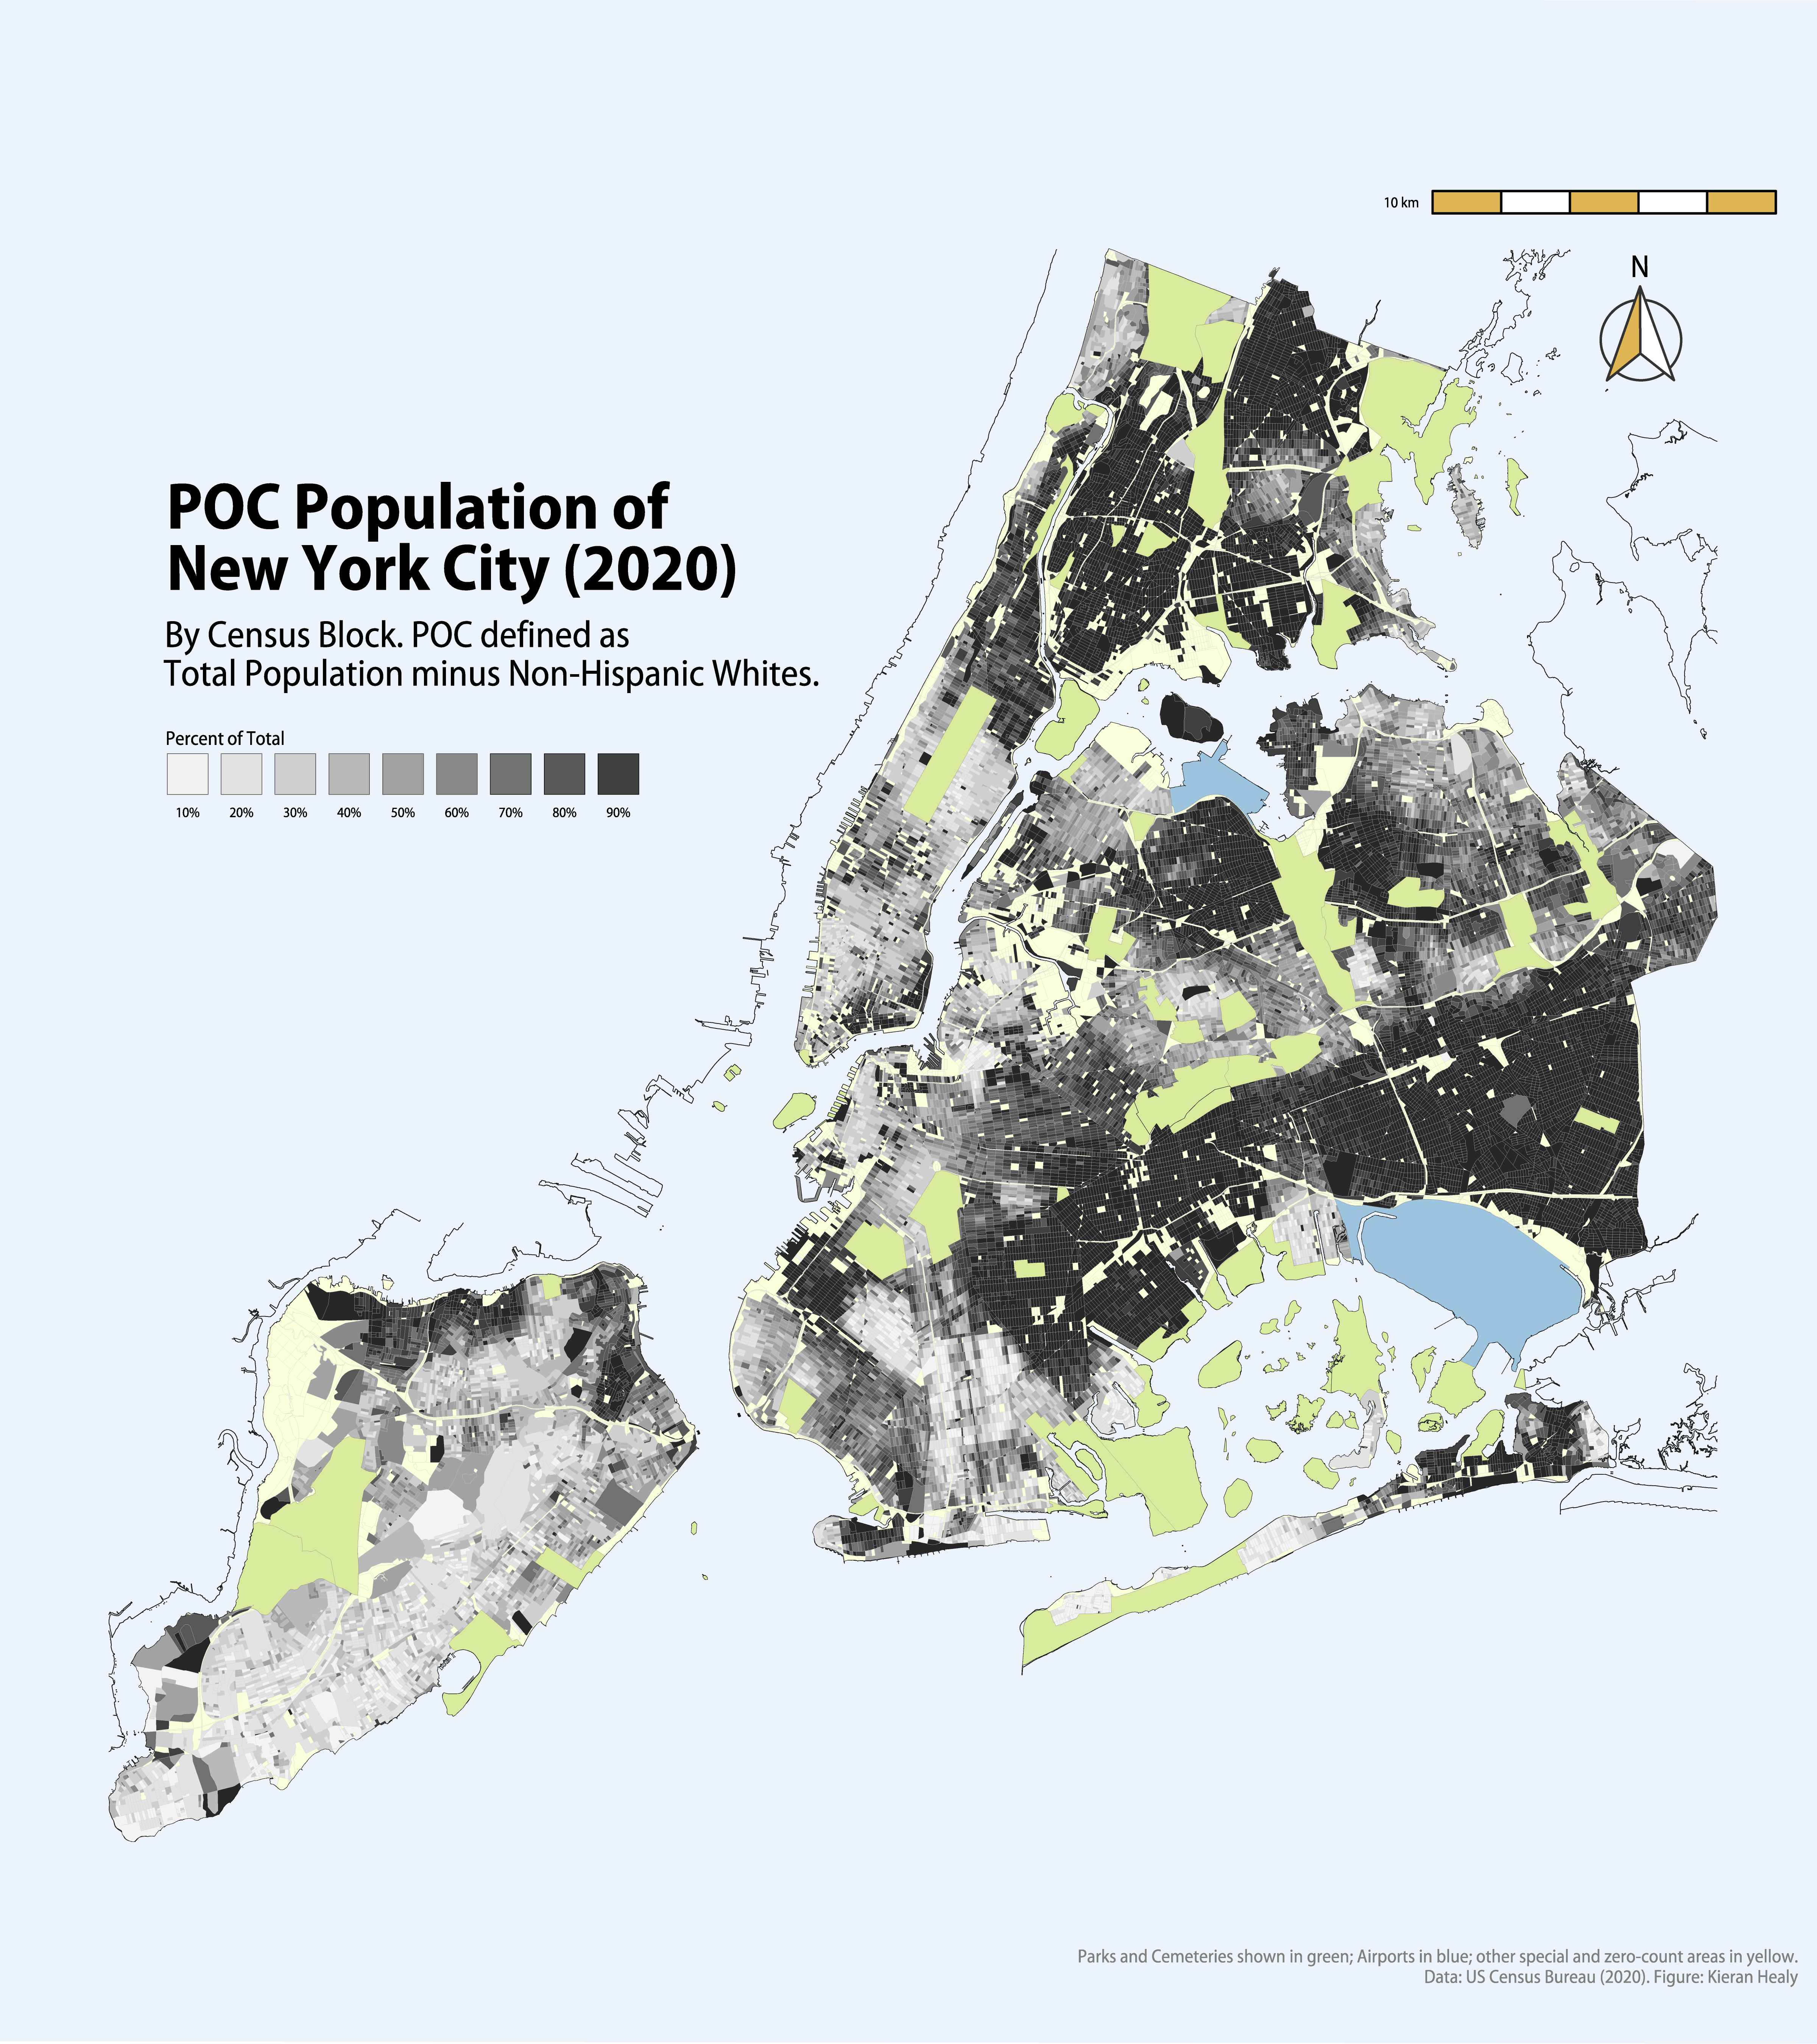 10 km
N
POC Population of
New York City (2020)
By Census Block. POC defined as
Total Population minus Non-Hispanic Whites.
Percent of Total
10% 20% 30% 40% 50% 60% 70% 80% 90%
Parks and Cemeteries shown in green; Airports in blue; other special and zero-count areas in yellow.
Data: US Census Bureau (2020). Figure: Kieran Healy